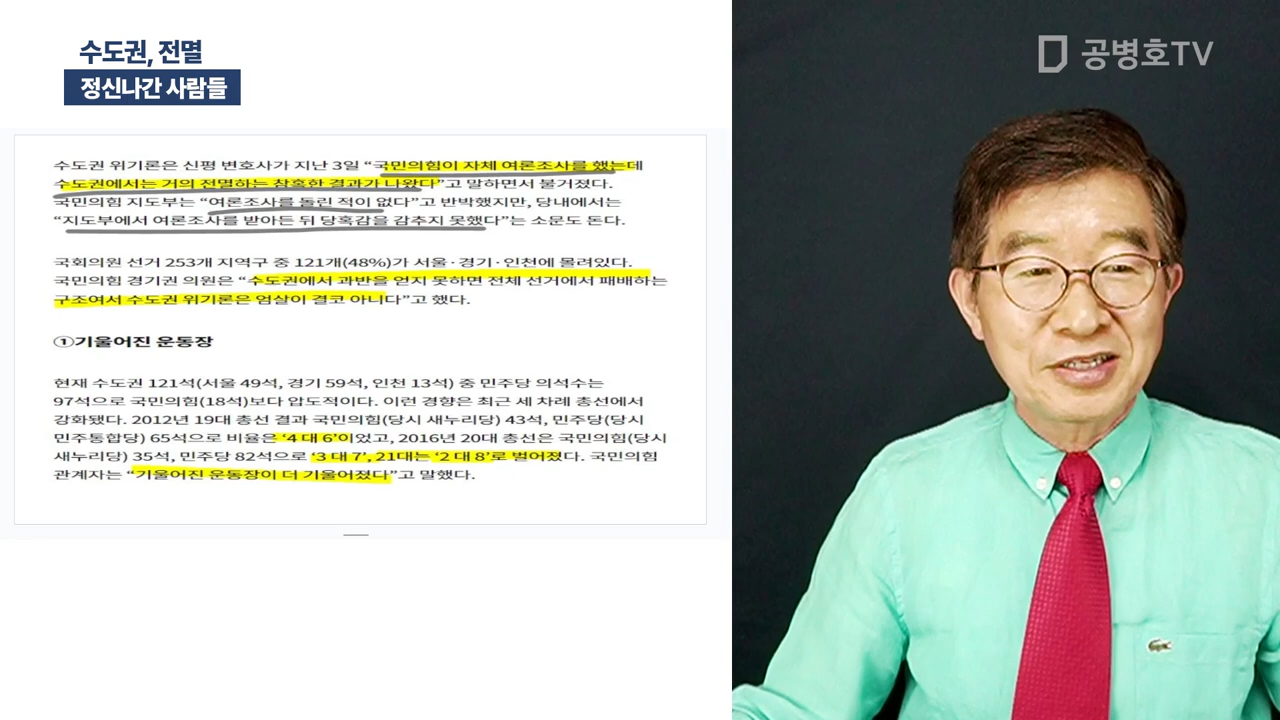 수도권, 전멸
정신나간 사람들
공병호TV
수도권 위기론은 신평 변호사가 지난 3일 “국민의힘이 자체 여론조사를 했는데
수도권에서는 거의 전멸하는 참혹한 결과가 나왔다”고 말하면서 불거졌다.
국민의힘 지도부는 “여론조사를 돌린 적이 없다”고 반박했지만, 당내에서는
“지도부에서 여론조사를 받아든 뒤 당혹감을 감추지 못했다”는 소문도 돈다.
국회의원 선거 253개 지역구 중 121개(48%)가 서울·경기·인천에 몰려있다.
국민의힘 경기권 의원은 “수도권에서 과반을 얻지 못하면 전체 선거에서 패배하는
구조여서 수도권 위기론은 엄살이 결코 아니다”고 했다.
①기울어진 운동장
현재 수도권 121석(서울 49석, 경기 59석, 인천 13석) 중 민주당 의석수는
97석으로 국민의힘(18석)보다 압도적이다. 이런 경향은 최근 세 차례 총선에서
강화됐다. 2012년 19대 총선 결과 국민의힘(당시 새누리당) 43석, 민주당(당시
민주통합당) 65석으로 비율은 ‘4 대 6’이었고, 2016년 20대 총선은 국민의힘(당시
새누리당) 35석, 민주당 82석으로 ‘3 대 7’, 21대는 ‘2 대 8’로 벌어졌다. 국민의힘
관계자는 “기울어진 운동장이 더 기울어졌다”고 말했다.